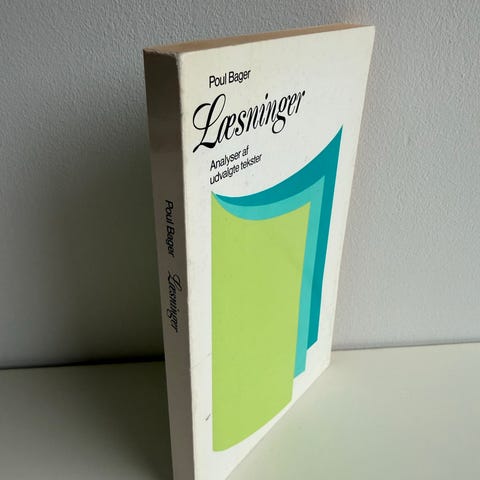 Poul Bager
Læsninger
Analyser af
udvalgte tekster
Poul Bager Læsninger